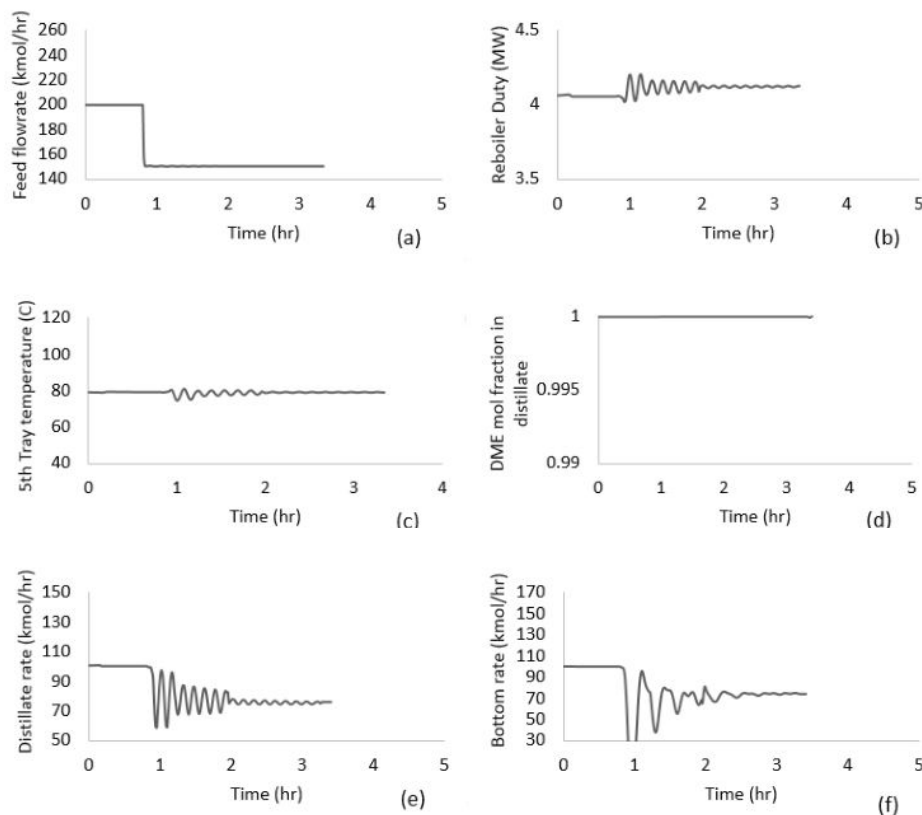 Feed flowrate (kmol/hr)
260
240
220
200
180
160
140
0 1 2 3 4 5
Time (hr)
(a)
Reboiler Duty (MW)
4.5
4
3.5
0 1 2 3 4 5
Time (hr)
(b)
5th Tray temperature (C)
120
100
80
60
40
0 1 2 3 4
Time (hr)
(c)
DME mol fraction in
distillate
1
0.995
0.99
0 1 2 3 4 5
Time (hr)
(d)
Distillate rate (kmol/hr)
150
130
110
90
70
50
0 1 2 3 4 5
Time (hr)
(e)
Bottom rate (kmol/hr)
170
150
130
110
90
70
50
30
0 1 2 3 4 5
Time (hr)
(f)